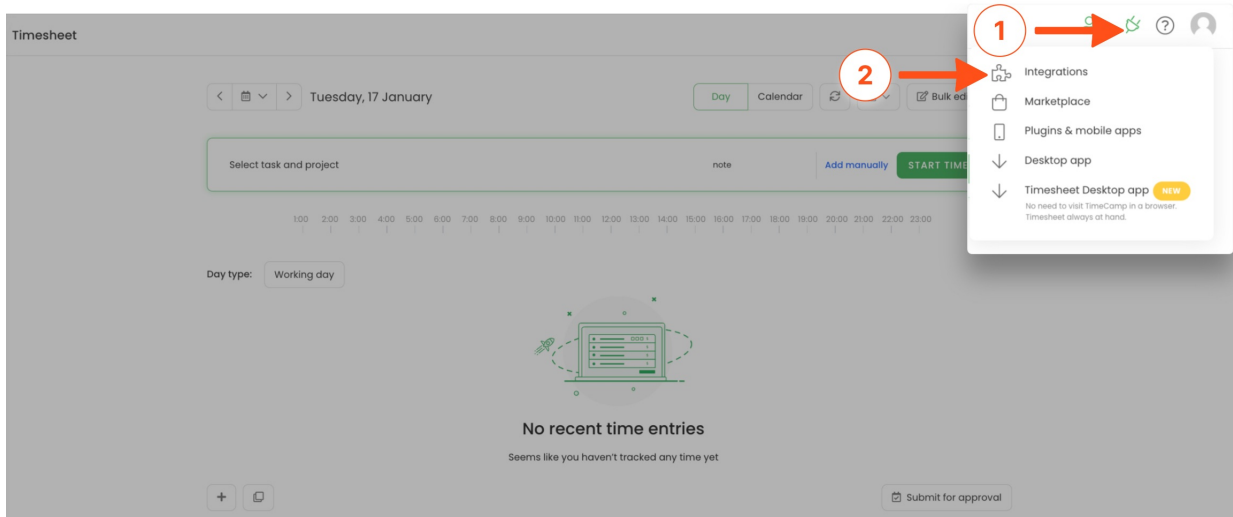 Timesheet
1
2
Integrations
Marketplace
Plugins & mobile apps
Desktop app
Timesheet Desktop app NEW
No need to visit TimeCamp in a browser.
Timesheet always at hand.
Tuesday, 17 January
Day Calendar
Select task and project note Add manually
1:00 2:00 3:00 4:00 5:00 6:00 7:00 8:00 9:00 10:00 11:00 12:00 13:00 14:00 15:00 16:00 17:00 18:00 19:00 20:00 21:00 22:00 23:00
Day type: Working day
No recent time entries
Seems like you haven't tracked any time yet
Submit for approval